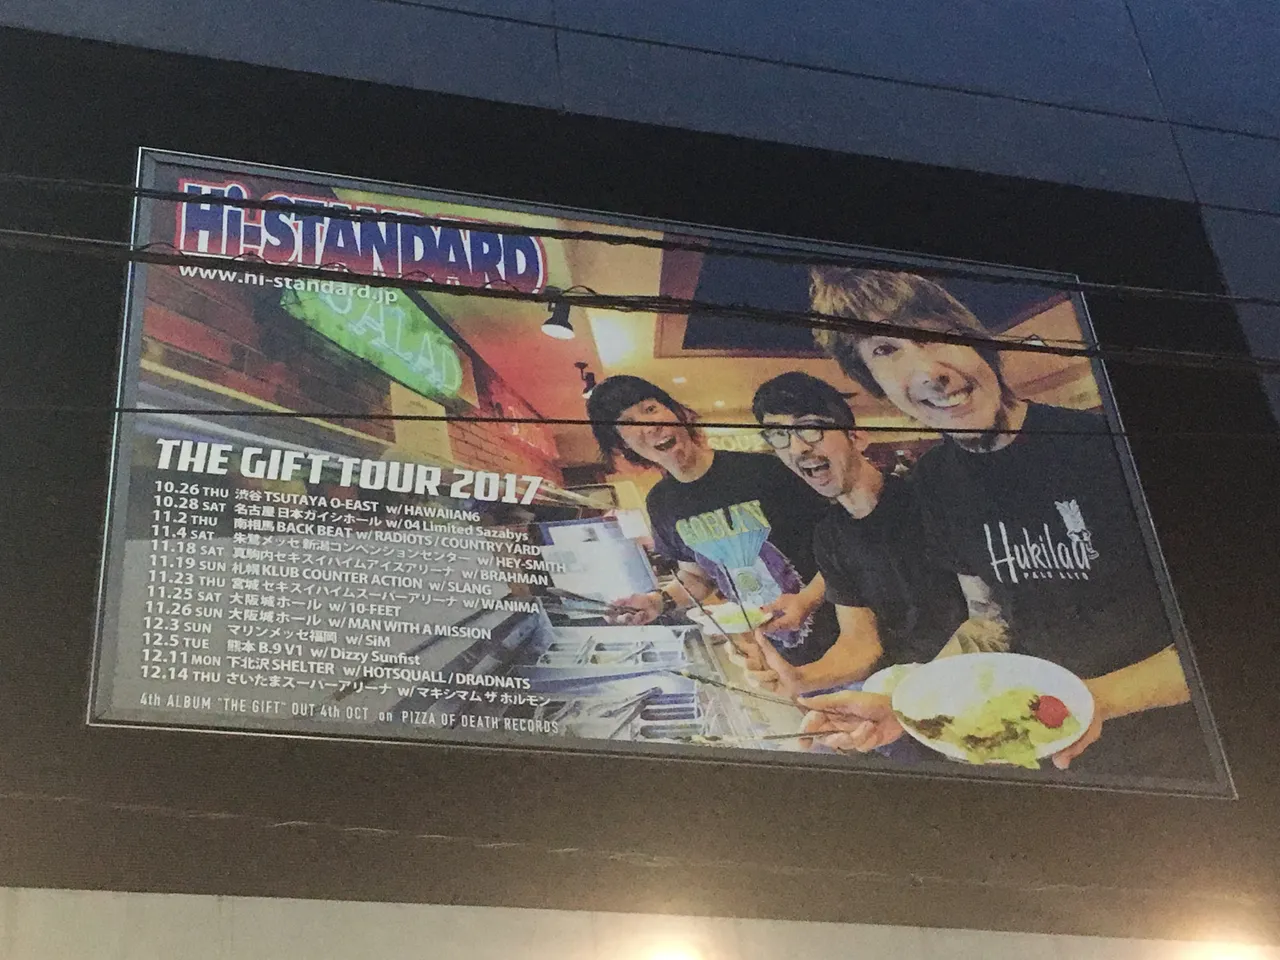 Hi-STANDARD
www.hi-standard.jp
SALAD
THE GIFT TOUR 2017
10.26 THU 渋谷 TSUTAYA O-EAST w/ HAWAIIAN6
10.28 SAT 名古屋 日本ガイシホール w/ 04 Limited Sazabys
11.2 THU 南相馬 BACK BEAT w/ RADIOTS / COUNTRY YARD
11.4 SAT 朱鷺メッセ 新潟コンベンションセンター w/ HEY-SMITH
11.18 SAT 真駒内セキスイハイムアイスアリーナ w/ BRAHMAN
11.19 SUN 札幌 KLUB COUNTER ACTION w/ SLANG
11.23 THU 宮城 セキスイハイムスーパーアリーナ w/ WANIMA
11.25 SAT 大阪城ホール w/ 10-FEET
11.26 SUN 大阪城ホール w/ MAN WITH A MISSION
12.3 SUN マリンメッセ福岡 w/ SiM
12.5 TUE 熊本 B.9 V1 w/ Dizzy Sunfist
12.11 MON 下北沢 SHELTER w/ HOTSQUALL / DRADNATS
12.14 THU さいたまスーパーアリーナ w/ マキシマム ザ ホルモン
4th ALBUM "THE GIFT" OUT 4th OCT on PIZZA OF DEATH RECORDS
SOUP
GOBLIN
Hukilau
PALO ALTO